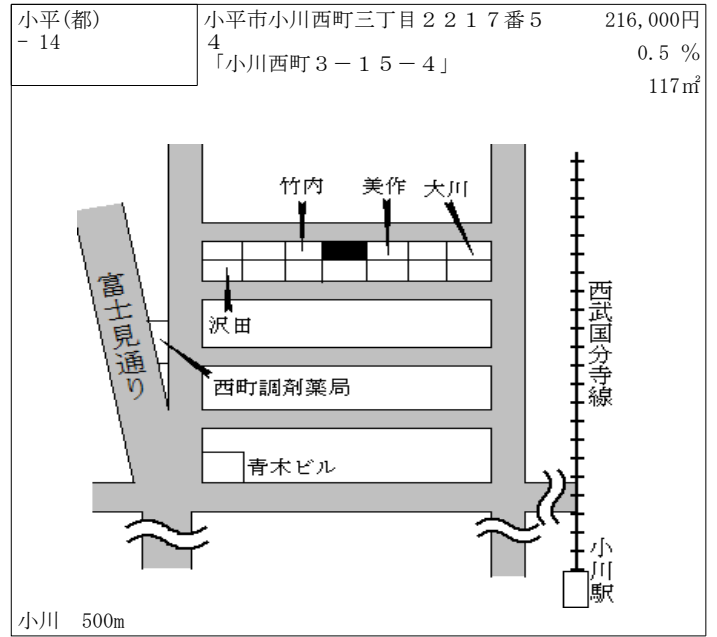 小平(都)
- 14
小平市小川西町三丁目２２１７番５
４
「小川西町３－１５－４」
216,000円
0.5 %
117㎡
竹内
美作
大川
沢田
富士見通り
西町調剤薬局
青木ビル
西武国分寺線
小川駅
小川 500m